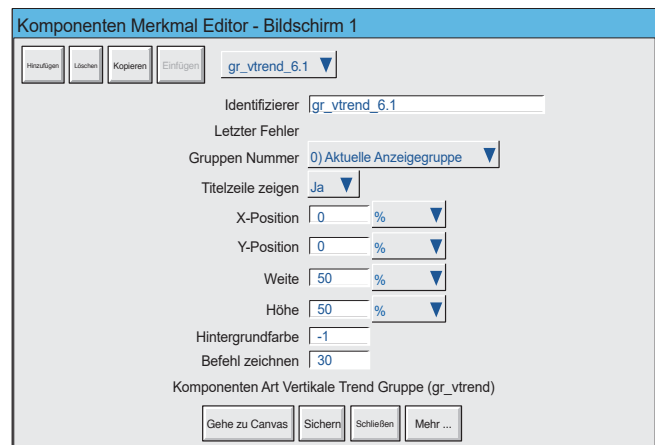 Komponenten Merkmal Editor - Bildschirm 1
Hinzufügen Löschen Kopieren Einfügen gr_vtrend_6.1
Identifizierer gr_vtrend_6.1
Letzter Fehler
Gruppen Nummer 0) Aktuelle Anzeigegruppe
Titelzeile zeigen Ja
X-Position 0 %
Y-Position 0 %
Weite 50 %
Höhe 50 %
Hintergrundfarbe -1
Befehl zeichnen 30
Komponenten Art Vertikale Trend Gruppe (gr_vtrend)
Gehe zu Canvas Sichern Schließen Mehr ...